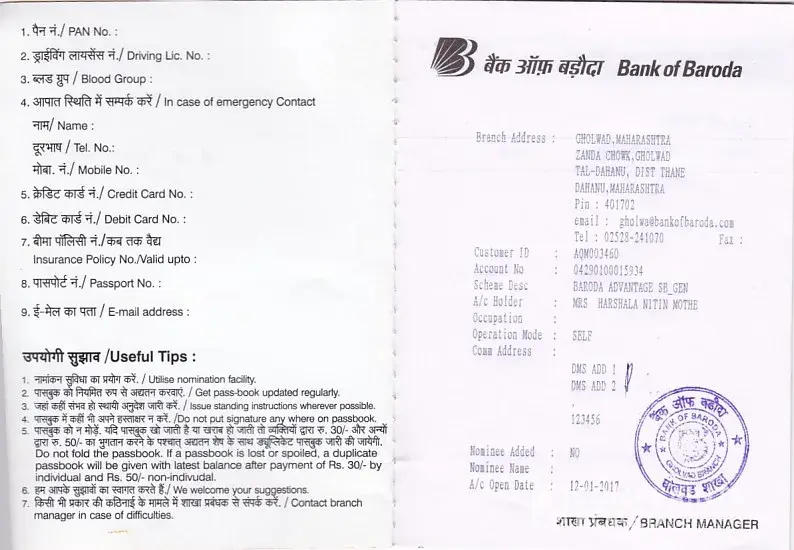 1. पैन नं./ PAN No. :
2. ड्राईविंग लायसेंस नं./ Driving Lic. No. :
3. ब्लड ग्रुप / Blood Group :
4. आपात स्थिति में सम्पर्क करें / In case of emergency Contact
नाम/ Name :
दूरभाष / Tel. No.:
मोबा. नं./ Mobile No. :
5. क्रेडिट कार्ड नं./ Credit Card No. :
6. डेबिट कार्ड नं./ Debit Card No. :
7. बीमा पॉलिसी नं./कब तक वैद्य
Insurance Policy No./Valid upto :
8. पासपोर्ट नं./ Passport No. :
9. ई-मेल का पता / E-mail address :
उपयोगी सुझाव /Useful Tips :
1. नामांकन सुविधा का प्रयोग करें. / Utilise nomination facility.
2. पासबुक को नियमित रुप से अद्यतन करवाएं. / Get pass-book updated regularly.
3. जहां कहीं संभव हो स्थायी अनुदेश जारी करें. / Issue standing instructions wherever possible.
4. पासबुक में कहीं भी अपने हस्ताक्षर न करें. /Do not put signature any where on passbook.
5. पासबुक को न मोड़ें. यदि पासबुक खो जाती है या खराब हो जाती तो व्यक्तियों द्वारा रु. 30/- और अन्यों
द्वारा रु. 50/- का भुगतान करने के पश्चात् अद्यतन शेष के साथ डुप्लिकेट पासबुक जारी की जायेगी.
Do not fold the passbook. If a passbook is lost or spoiled, a duplicate
passbook will be given with latest balance after payment of Rs. 30/- by
individual and Rs. 50/- non-indivudal.
6. हम आपके सुझावों का स्वागत करते हैं./ We welcome your suggestions.
7. किसी भी प्रकार की कठिनाई के मामले में शाखा प्रबंधक से संपर्क करें. / Contact branch
manager in case of difficulties.
बैंक ऑफ़ बड़ौदा Bank of Baroda
Branch Address : GHOLWAD,MAHARASHTRA
ZANDA CHOWK,GHOLWAD
TAL-DAHANU, DIST THANE
DAHANU,MAHARASHTRA
Pin : 401702
email : gholwa@bankofbaroda.com
Tel : 02528-241070 Fax :
Customer ID : AQM003460
Account No : 04290100015934
Scheme Desc : BARODA ADVANTAGE SB_GEN
A/c Holder : MRS HARSHALA NITIN MOTHE
Occupation :
Operation Mode : SELF
Comm Address :
DMS ADD 1
DMS ADD 2
,
123456
Nominee Added : NO
Nominee Name :
A/c Open Date : 12-01-2017
बैंक ऑफ बडौदा
BANK OF BARODA
GHOLVAD BRANCH
घोलवड शाखा
शाखा प्रबंधक / BRANCH MANAGER